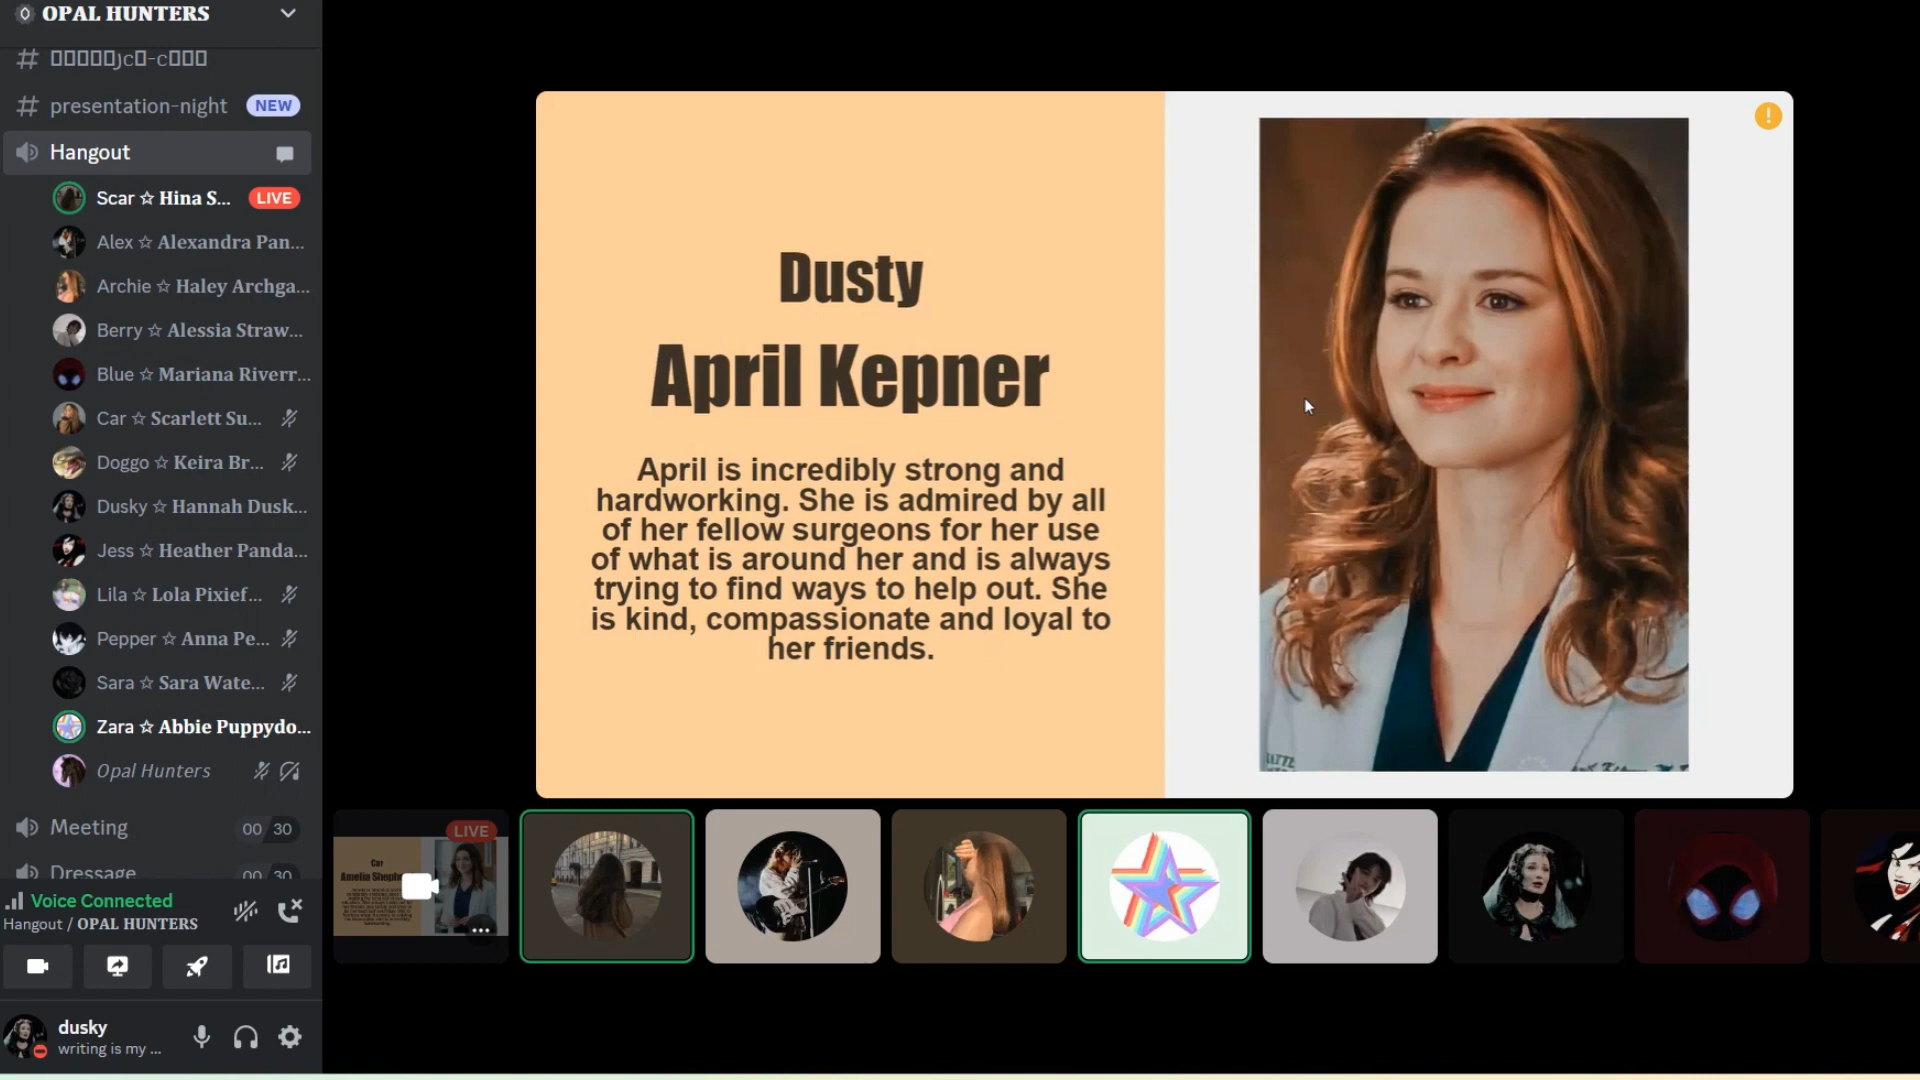 OPAL HUNTERS
presentation-night NEW
Hangout
Scar ☆ Hina S... LIVE
Alex ☆ Alexandra Pan...
Archie ☆ Haley Archga...
Berry ☆ Alessia Straw...
Blue ☆ Mariana Riverr...
Car ☆ Scarlett Su...
Doggo ☆ Keira Br...
Dusky ☆ Hannah Dusk...
Jess ☆ Heather Panda...
Lila ☆ Lola Pixief...
Pepper ☆ Anna Pe...
Sara ☆ Sara Wate...
Zara ☆ Abbie Puppydo...
Opal Hunters
Meeting 00 30
Dressage 00 30
Voice Connected
Hangout / OPAL HUNTERS
dusky
writing is my ...
Dusty
April Kepner
April is incredibly strong and
hardworking. She is admired by all
of her fellow surgeons for her use
of what is around her and is always
trying to find ways to help out. She
is kind, compassionate and loyal to
her friends.
LIVE
Car
Amelia Sheph